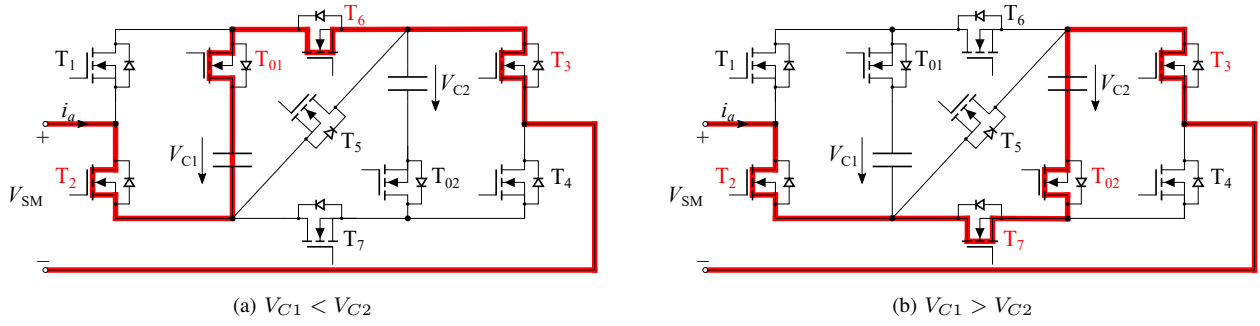 T6
T1
T01
T3
ia
VC2
+
VC1
T5
T2
T02
T4
VSM
T7
−
(a) VC1 < VC2
T6
T1
T01
T3
ia
VC2
+
VC1
T5
T2
T02
T4
VSM
T7
−
(b) VC1 > VC2